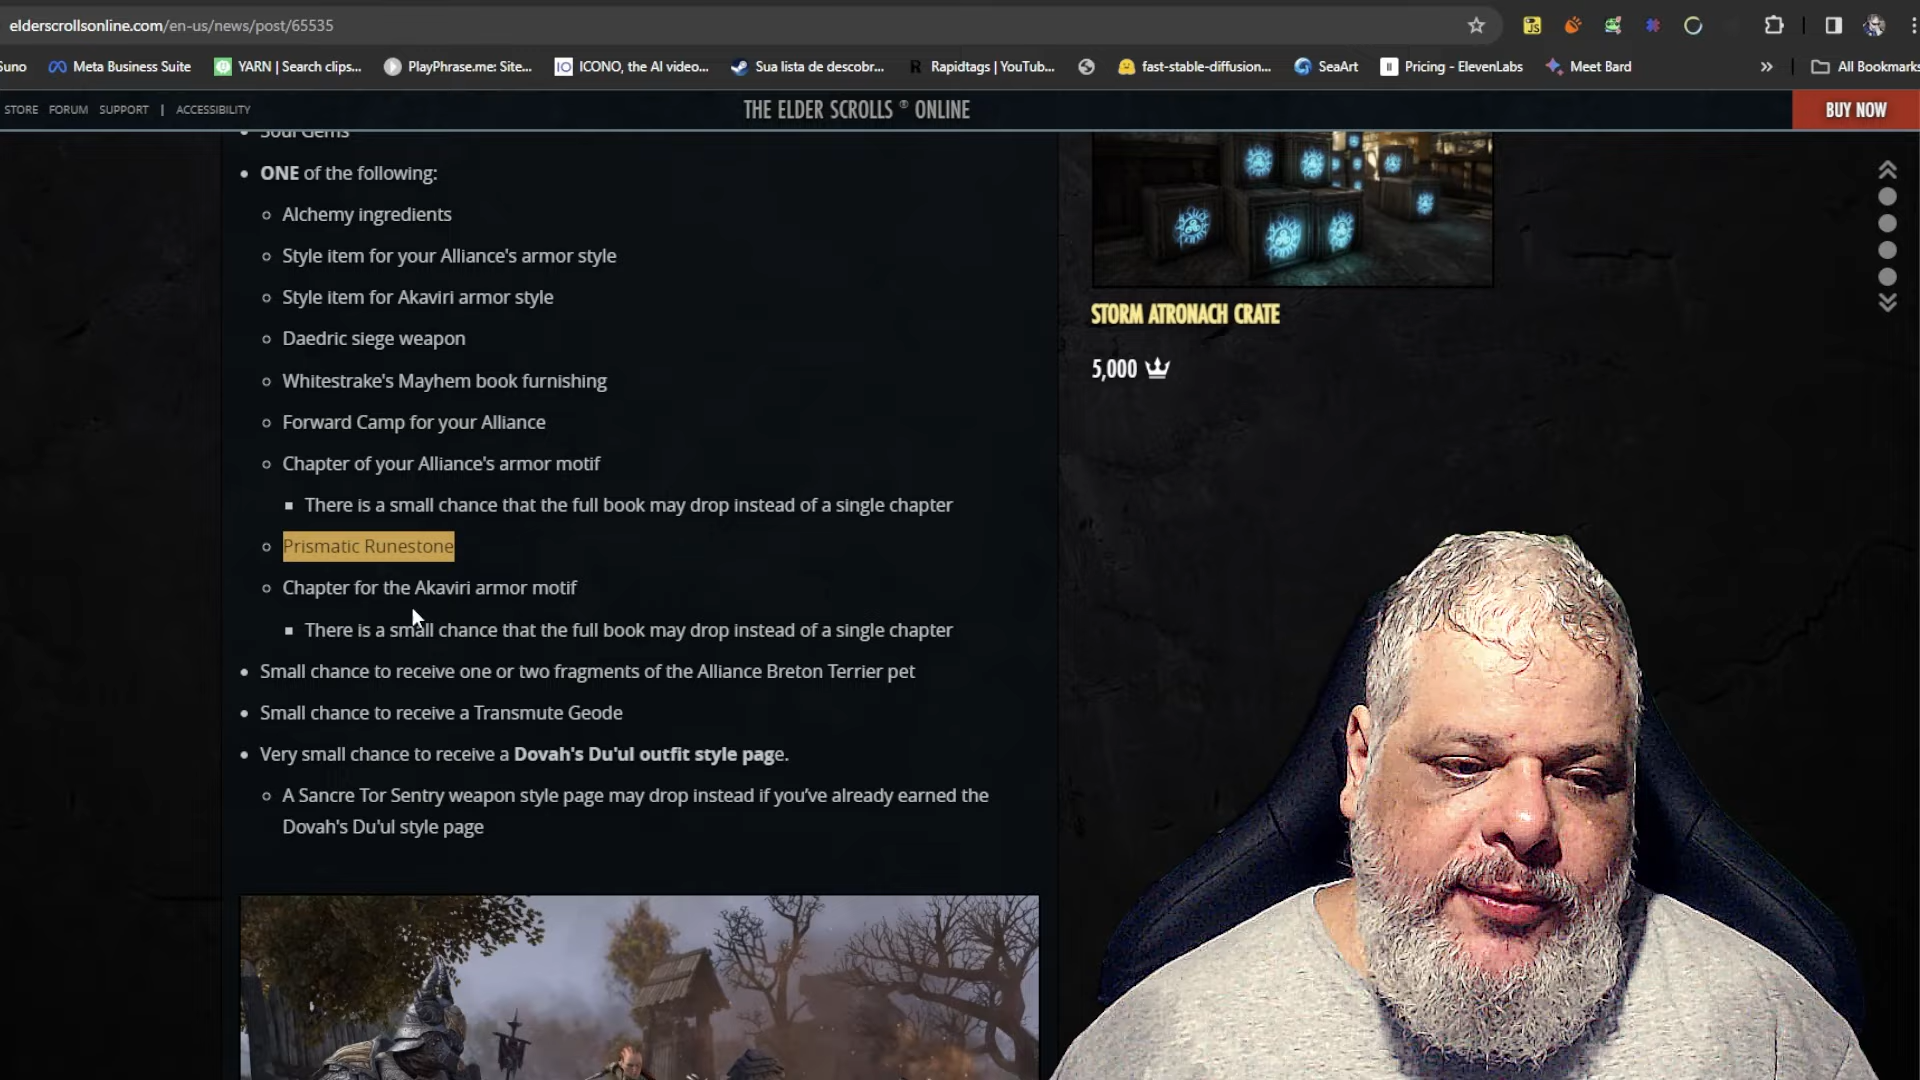 elderscrollsonline.com/en-us/news/post/65535
Suno
Meta Business Suite
YARN | Search clips...
PlayPhrase.me: Site...
ICONO, the AI video...
Sua lista de descobr...
Rapidtags | YouTub...
fast-stable-diffusion...
SeaArt
Pricing - ElevenLabs
Meet Bard
All Bookmarks
STORE FORUM SUPPORT | ACCESSIBILITY
THE ELDER SCROLLS ® ONLINE
BUY NOW
• Soul Gems
• ONE of the following:
Alchemy ingredients
Style item for your Alliance's armor style
Style item for Akaviri armor style
Daedric siege weapon
Whitestrake's Mayhem book furnishing
Forward Camp for your Alliance
Chapter of your Alliance's armor motif
There is a small chance that the full book may drop instead of a single chapter
Prismatic Runestone
Chapter for the Akaviri armor motif
There is a small chance that the full book may drop instead of a single chapter
• Small chance to receive one or two fragments of the Alliance Breton Terrier pet
• Small chance to receive a Transmute Geode
• Very small chance to receive a Dovah's Du'ul outfit style page.
A Sancre Tor Sentry weapon style page may drop instead if you’ve already earned the
Dovah's Du'ul style page
STORM ATRONACH CRATE
5,000